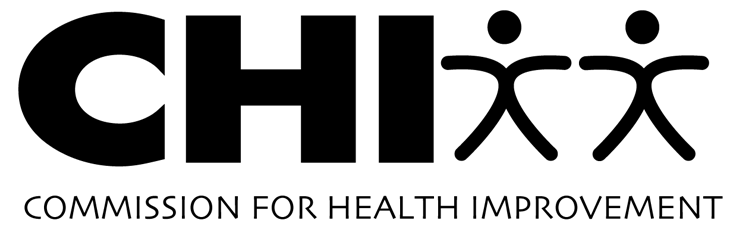 CHI
COMMISSION FOR HEALTH IMPROVEMENT